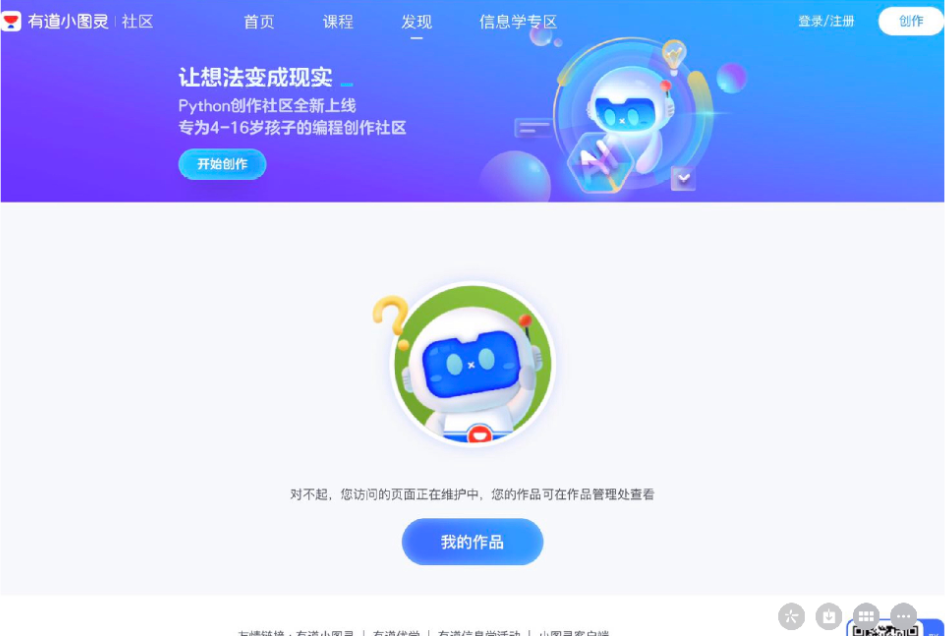 有道小图灵 | 社区
首页
课程
发现
信息学专区
登录/注册
创作
让想法变成现实 _
Python创作社区全新上线
专为4-16岁孩子的编程创作社区
开始创作
对不起，您访问的页面正在维护中，您的作品可在作品管理处查看
我的作品
友情链接：有道小图灵 | 有道优学 | 有道信息学活动 | 小图灵客户端